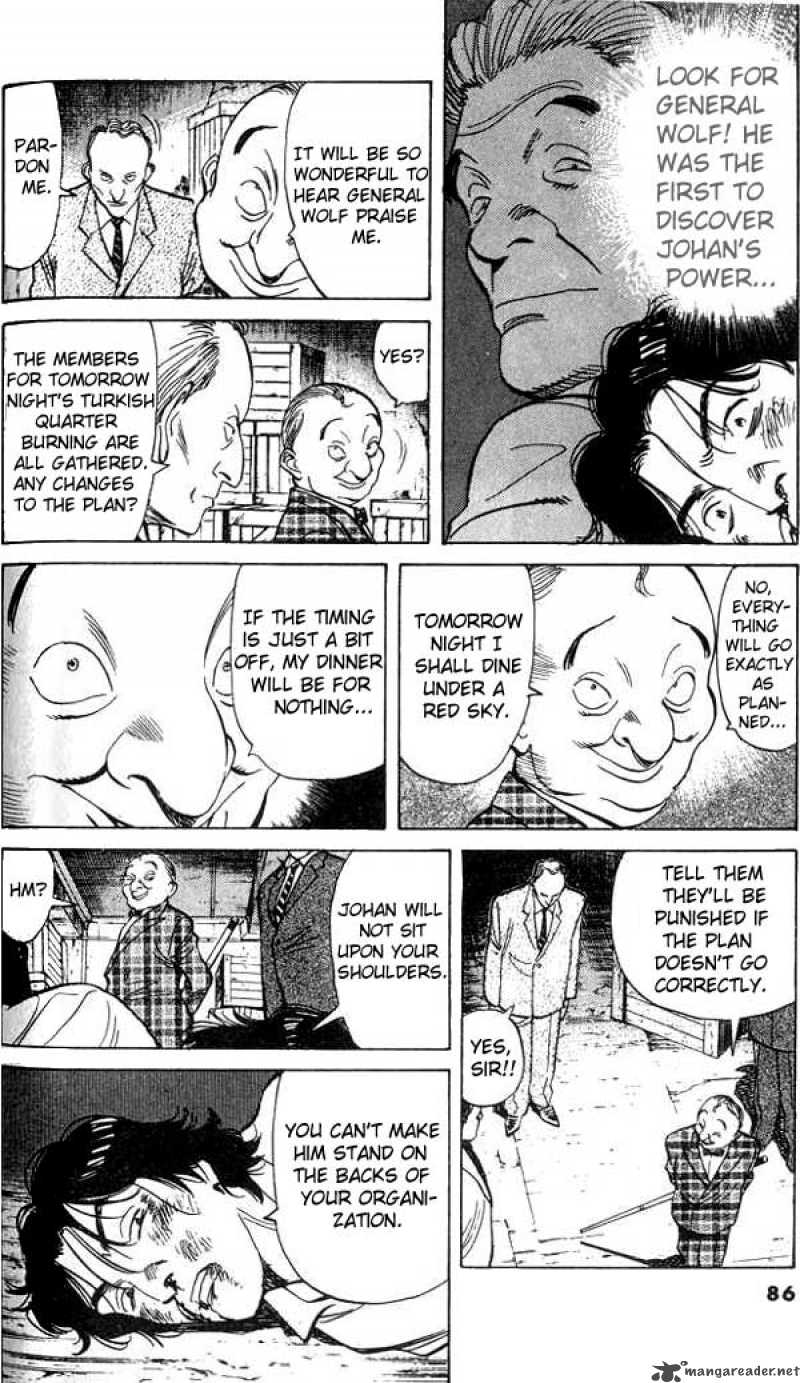 LOOK FOR
GENERAL
WOLF! HE
WAS THE
FIRST TO
DISCOVER
JOHAN'S
POWER...
IT WILL BE SO
WONDERFUL TO
HEAR GENERAL
WOLF PRAISE
ME.
PAR-
DON
ME.
YES?
THE MEMBERS
FOR TOMORROW
NIGHT'S TURKISH
QUARTER
BURNING ARE
ALL GATHERED.
ANY CHANGES
TO THE PLAN?
NO,
EVERY-
THING
WILL GO
EXACTLY
AS
PLAN-
NED...
TOMORROW
NIGHT I
SHALL DINE
UNDER A
RED SKY.
IF THE TIMING
IS JUST A BIT
OFF, MY DINNER
WILL BE FOR
NOTHING...
TELL THEM
THEY'LL BE
PUNISHED IF
THE PLAN
DOESN'T GO
CORRECTLY.
YES,
SIR!!
JOHAN WILL
NOT SIT
UPON YOUR
SHOULDERS.
HM?
YOU CAN'T MAKE
HIM STAND ON
THE BACKS OF
YOUR ORGANI-
ZATION.
86
mangareader.net